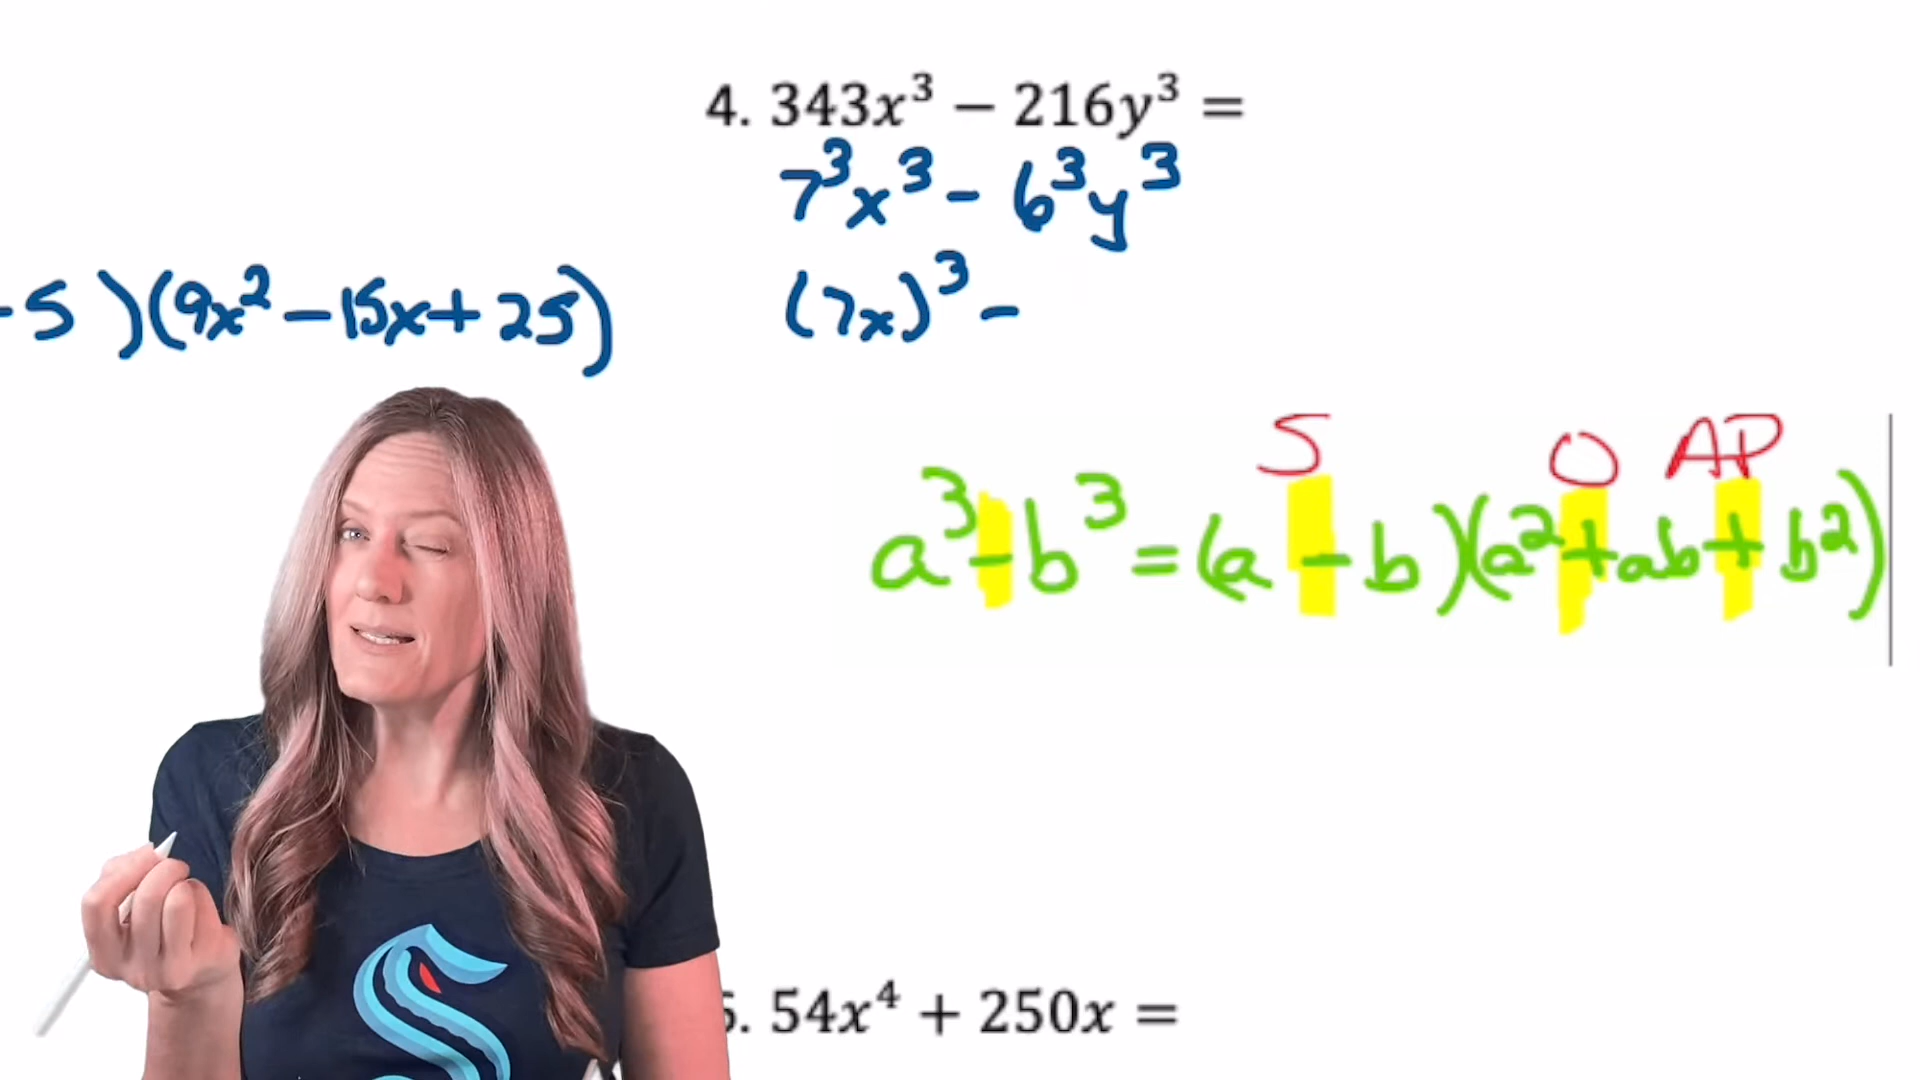 4. 343x³ − 216y³ =
7³x³ - 6³y³
-5 )(9x² - 15x + 25)
(7x)³ -
S O AP
a³ - b³ = (a - b)(a² + ab + b²)
6. 54x⁴ + 250x =